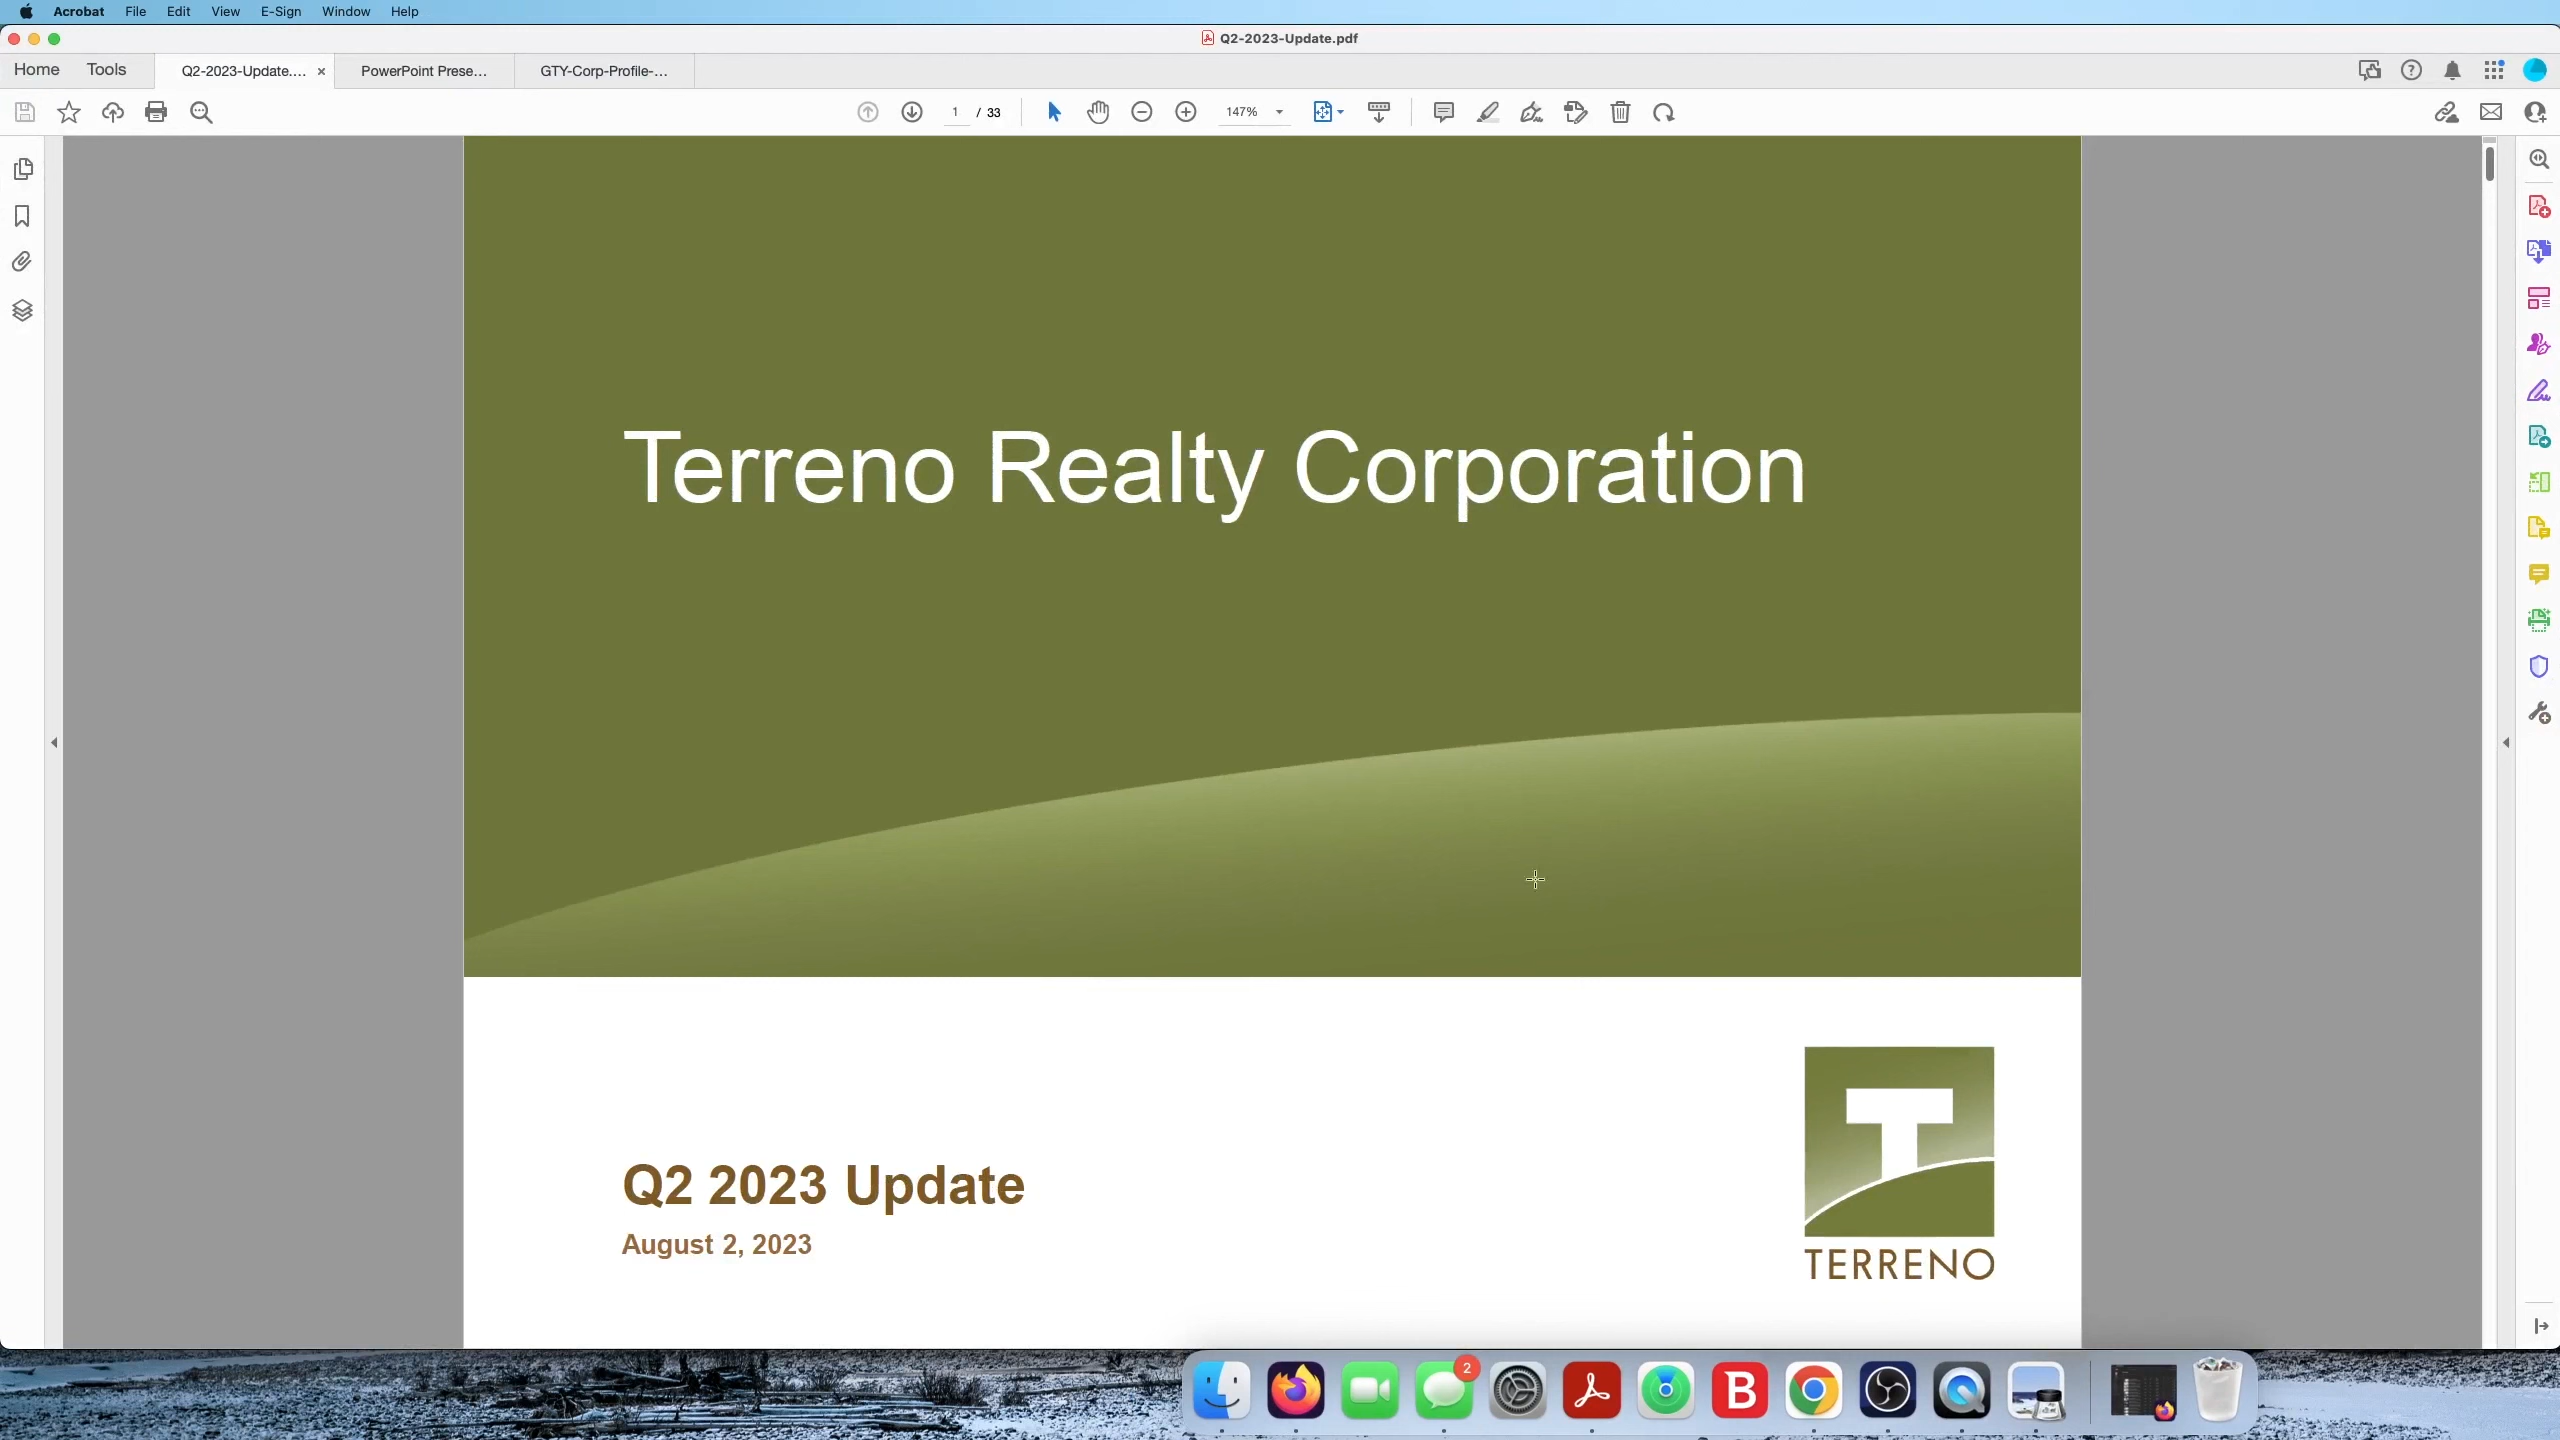 Acrobat File Edit View E-Sign Window Help
Q2-2023-Update.pdf
Home Tools Q2-2023-Update.... × PowerPoint Prese... GTY-Corp-Profile-...
1 / 33 147%
Terreno Realty Corporation
Q2 2023 Update
August 2, 2023
T
TERRENO
2
B